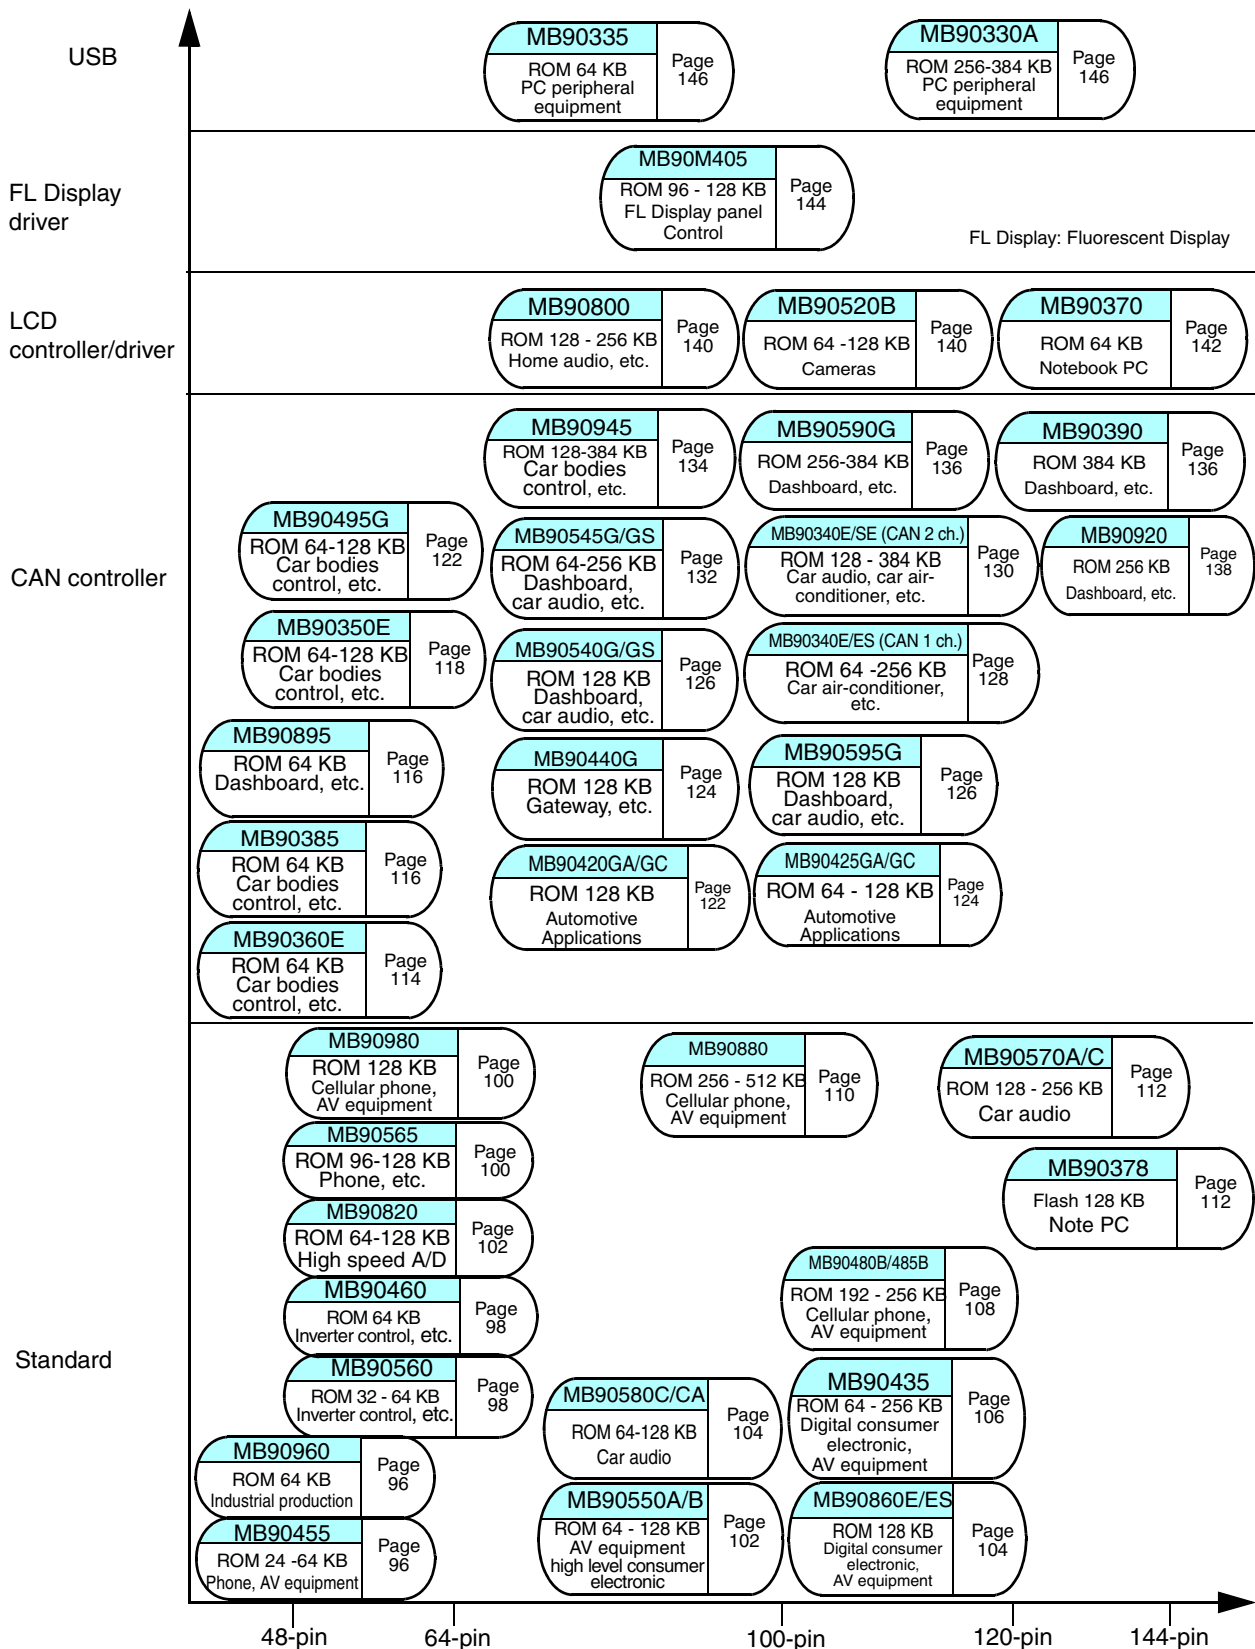 USB
MB90335
ROM 64 KB
PC peripheral
equipment
Page
146
MB90330A
ROM 256-384 KB
PC peripheral
equipment
Page
146
FL Display
driver
MB90M405
ROM 96 - 128 KB
FL Display panel
Control
Page
144
FL Display: Fluorescent Display
LCD
controller/driver
MB90800
ROM 128 - 256 KB
Home audio, etc.
Page
140
MB90520B
ROM 64 -128 KB
Cameras
Page
140
MB90370
ROM 64 KB
Notebook PC
Page
142
CAN controller
MB90945
ROM 128-384 KB
Car bodies
control, etc.
Page
134
MB90590G
ROM 256-384 KB
Dashboard, etc.
Page
136
MB90390
ROM 384 KB
Dashboard, etc.
Page
136
MB90495G
ROM 64-128 KB
Car bodies
control, etc.
Page
122
MB90545G/GS
ROM 64-256 KB
Dashboard,
car audio, etc.
Page
132
MB90340E/SE (CAN 2 ch.)
ROM 128 - 384 KB
Car audio, car air-
conditioner, etc.
Page
130
MB90920
ROM 256 KB
Dashboard, etc.
Page
138
MB90350E
ROM 64-128 KB
Car bodies
control, etc.
Page
118
MB90540G/GS
ROM 128 KB
Dashboard,
car audio, etc.
Page
126
MB90340E/ES (CAN 1 ch.)
ROM 64 -256 KB
Car air-conditioner,
etc.
Page
128
MB90895
ROM 64 KB
Dashboard, etc.
Page
116
MB90440G
ROM 128 KB
Gateway, etc.
Page
124
MB90595G
ROM 128 KB
Dashboard,
car audio, etc.
Page
126
MB90385
ROM 64 KB
Car bodies
control, etc.
Page
116
MB90420GA/GC
ROM 128 KB
Automotive
Applications
Page
122
MB90425GA/GC
ROM 64 - 128 KB
Automotive
Applications
Page
124
MB90360E
ROM 64 KB
Car bodies
control, etc.
Page
114
Standard
MB90980
ROM 128 KB
Cellular phone,
AV equipment
Page
100
MB90880
ROM 256 - 512 KB
Cellular phone,
AV equipment
Page
110
MB90570A/C
ROM 128 - 256 KB
Car audio
Page
112
MB90565
ROM 96-128 KB
Phone, etc.
Page
100
MB90378
Flash 128 KB
Note PC
Page
112
MB90820
ROM 64-128 KB
High speed A/D
Page
102
MB90480B/485B
ROM 192 - 256 KB
Cellular phone,
AV equipment
Page
108
MB90460
ROM 64 KB
Inverter control, etc.
Page
98
MB90560
ROM 32 - 64 KB
Inverter control, etc.
Page
98
MB90580C/CA
ROM 64-128 KB
Car audio
Page
104
MB90435
ROM 64 - 256 KB
Digital consumer
electronic,
AV equipment
Page
106
MB90960
ROM 64 KB
Industrial production
Page
96
MB90550A/B
ROM 64 - 128 KB
AV equipment
high level consumer
electronic
Page
102
MB90860E/ES
ROM 128 KB
Digital consumer
electronic,
AV equipment
Page
104
MB90455
ROM 24 -64 KB
Phone, AV equipment
Page
96
48-pin
64-pin
100-pin
120-pin
144-pin